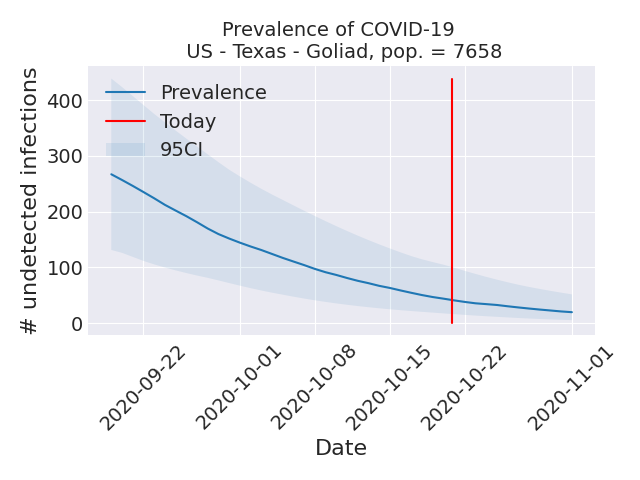 Prevalence of COVID-19
US - Texas - Goliad, pop. = 7658
# undetected infections
400
300
200
100
0
Prevalence
Today
95CI
2020-09-22
2020-10-01
2020-10-08
2020-10-15
2020-10-22
2020-11-01
Date